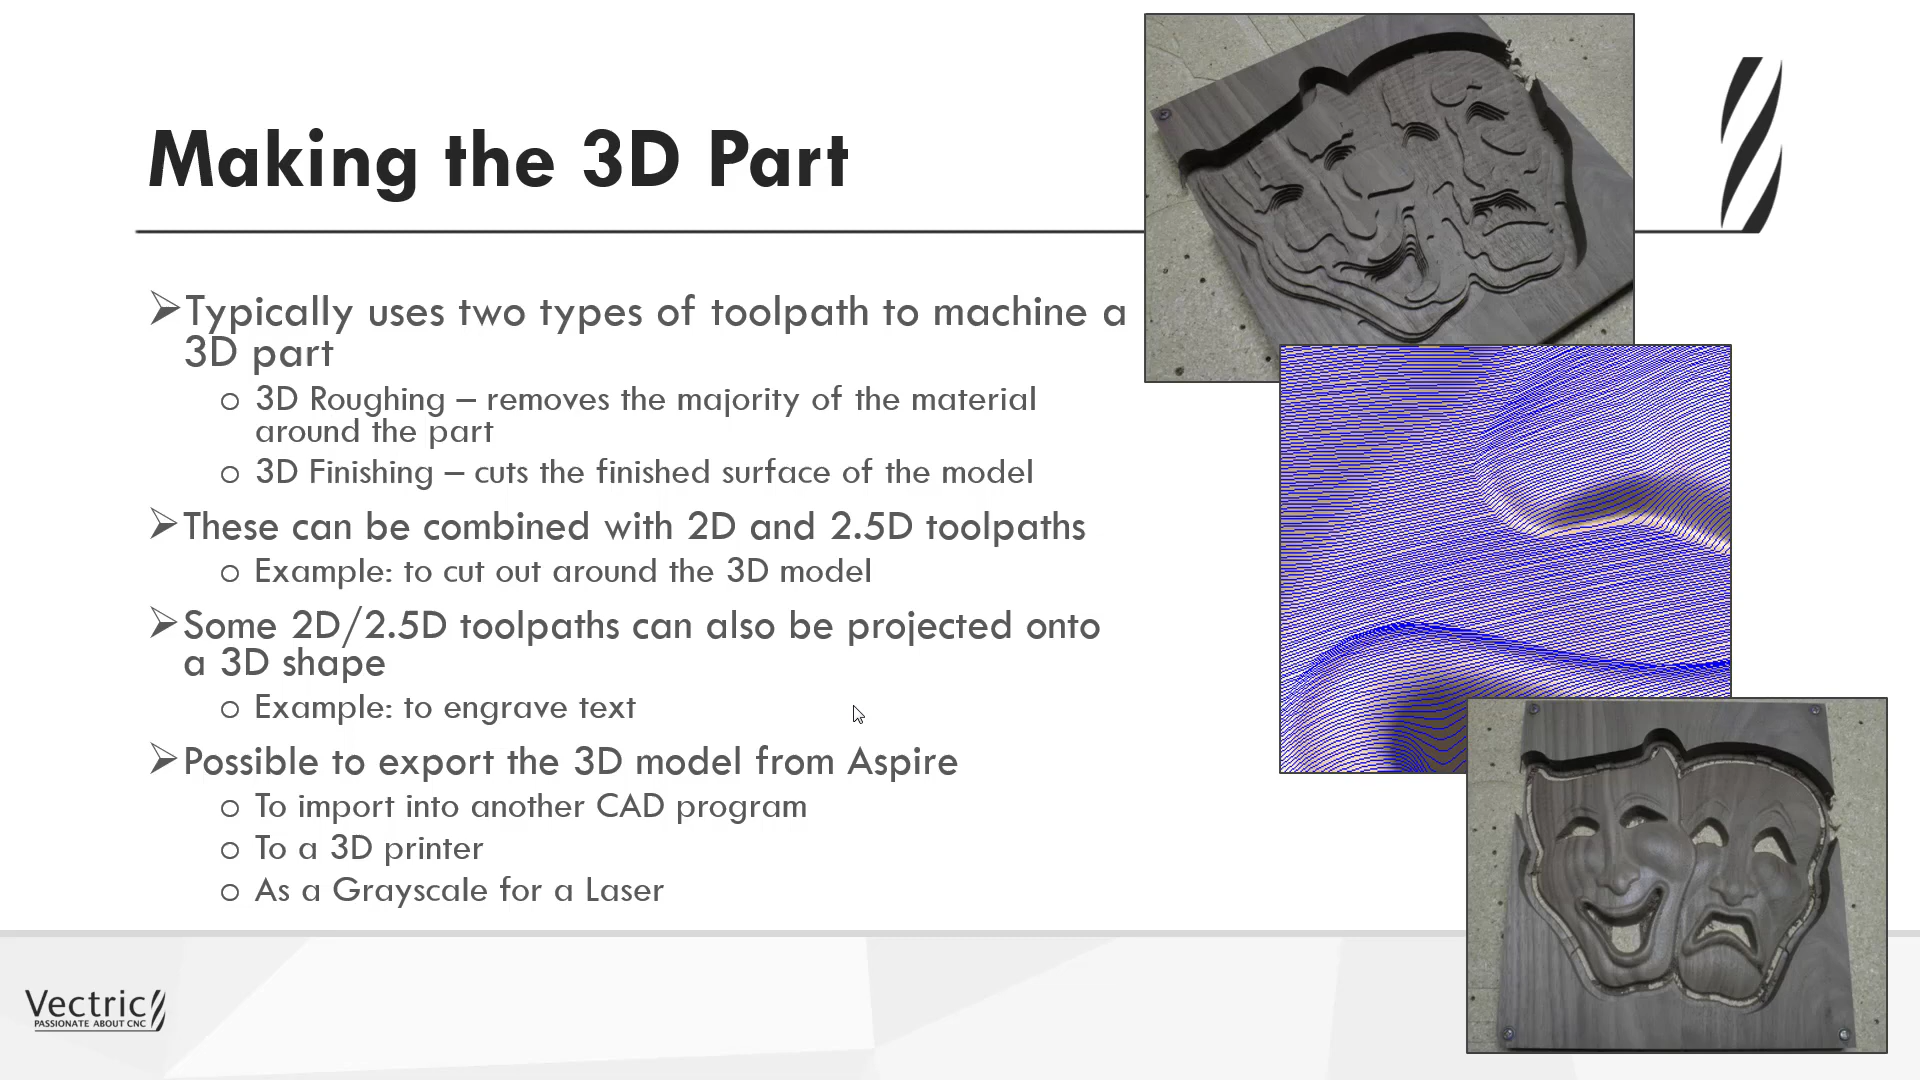 Making the 3D Part
Typically uses two types of toolpath to machine a
3D part
3D Roughing – removes the majority of the material
around the part
3D Finishing – cuts the finished surface of the model
These can be combined with 2D and 2.5D toolpaths
Example: to cut out around the 3D model
Some 2D/2.5D toolpaths can also be projected onto
a 3D shape
Example: to engrave text
Possible to export the 3D model from Aspire
To import into another CAD program
To a 3D printer
As a Grayscale for a Laser
Vectric
PASSIONATE ABOUT CNC